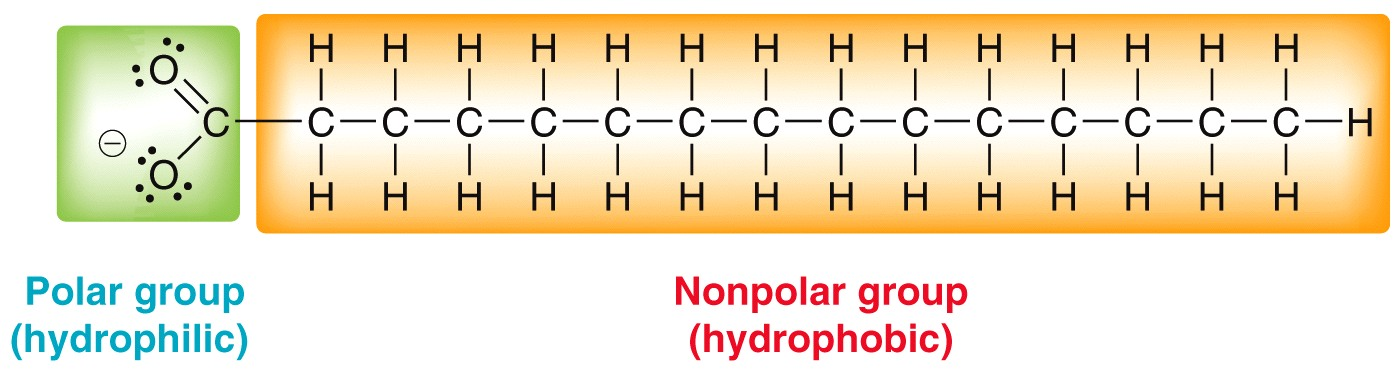 H H H H H H H H H H H H H H
O
C C C C C C C C C C C C C C C H
⊖
O
H H H H H H H H H H H H H H
Polar group
(hydrophilic)
Nonpolar group
(hydrophobic)